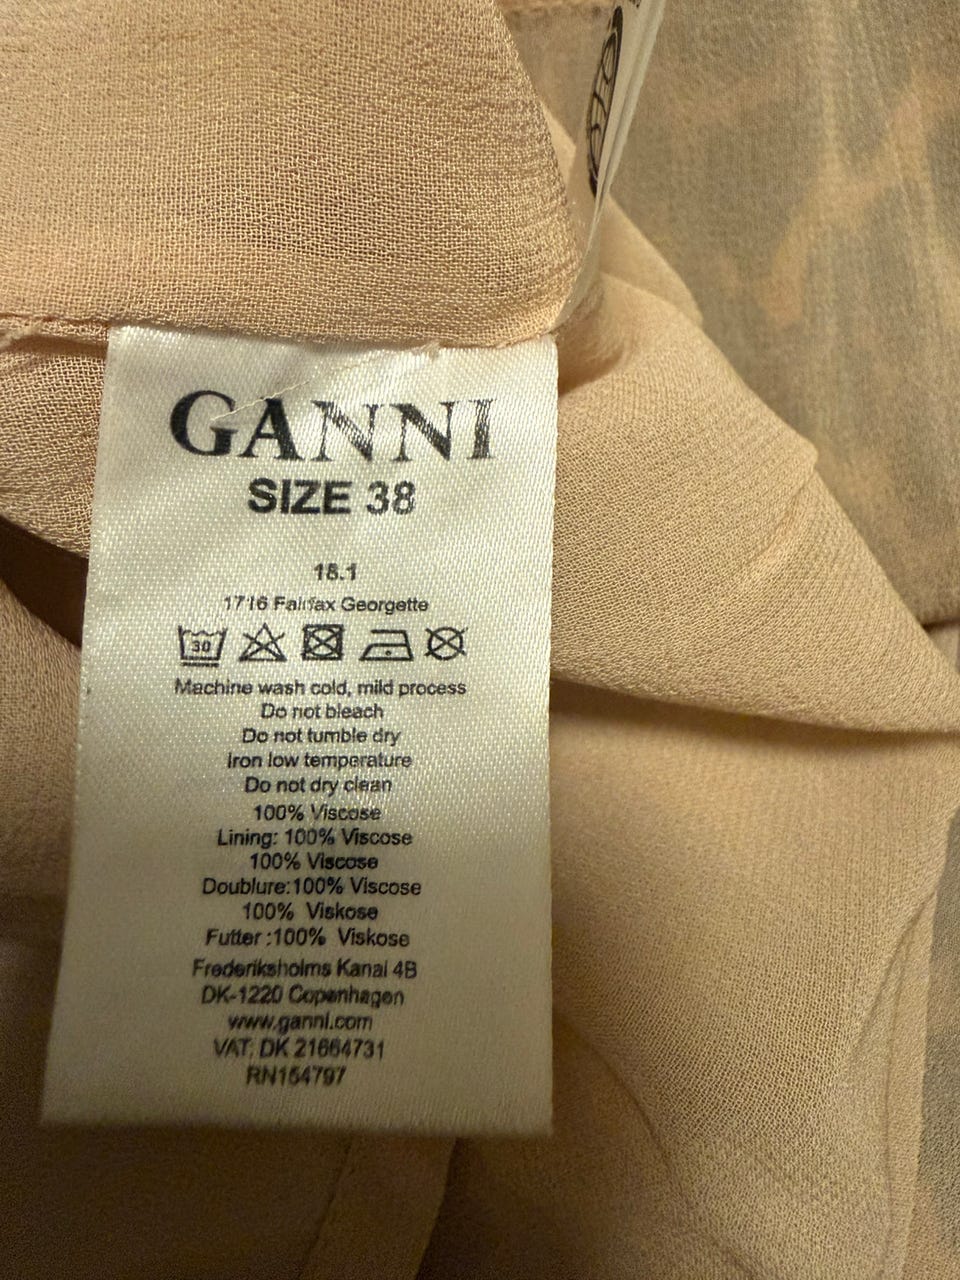 GANNI
SIZE 38
18.1
1716 Fairfax Georgette
30
Machine wash cold, mild process
Do not bleach
Do not tumble dry
Iron low temperature
Do not dry clean
100% Viscose
Lining: 100% Viscose
100% Viscose
Doublure:100% Viscose
100% Viskose
Futter :100% Viskose
Frederiksholms Kanal 4B
DK-1220 Copenhagen
www.ganni.com
VAT: DK 21664731
RN154797